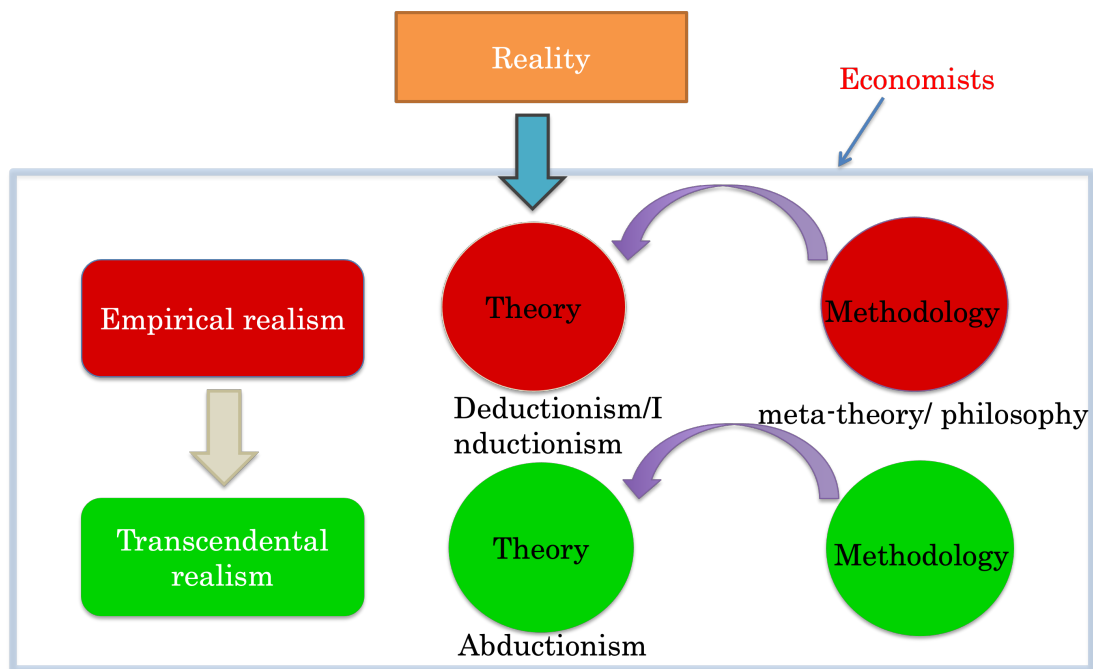 Reality
Economists
Empirical realism
Theory
Methodology
Deductionism/I
nductionism
meta-theory/ philosophy
Transcendental
realism
Theory
Methodology
Abductionism